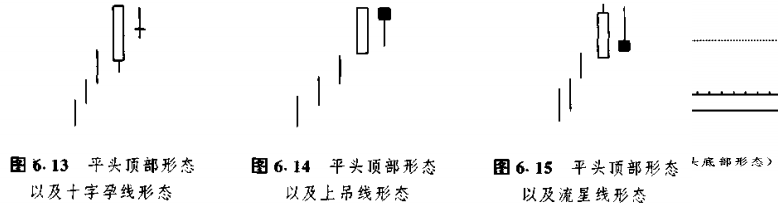 图 6.13 平头顶部形态
以及十字孕线形态
图 6.14 平头顶部形态
以及上吊线形态
图 6.15 平头顶部形态
以及流星线形态
头底部形态）